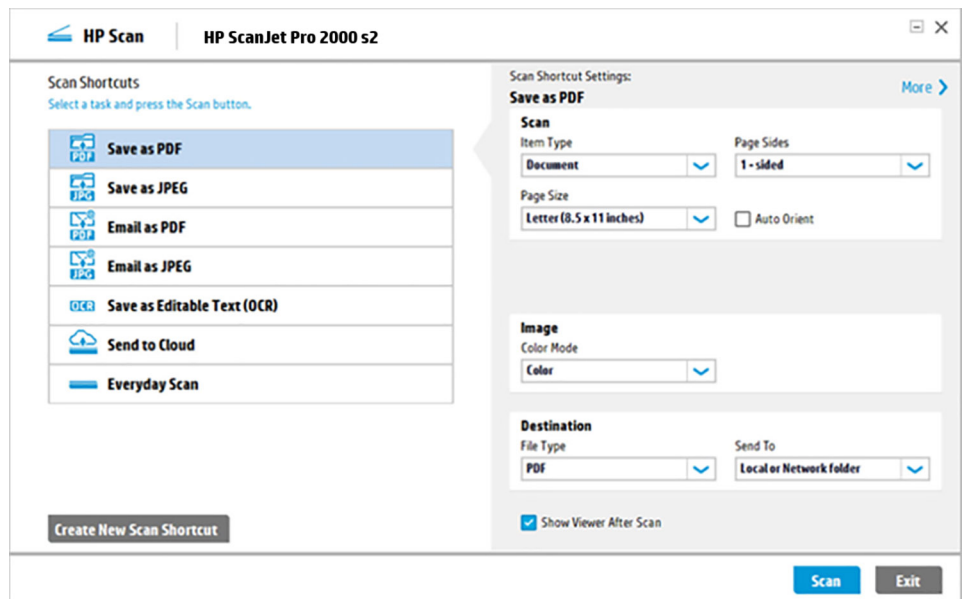 HP Scan
HP ScanJet Pro 2000 s2
Scan Shortcuts
Select a task and press the Scan button.
PDF Save as PDF
JPG Save as JPEG
PDF Email as PDF
JPG Email as JPEG
OCR Save as Editable Text (OCR)
Send to Cloud
Everyday Scan
Create New Scan Shortcut
Scan Shortcut Settings:
Save as PDF
More
Scan
Item Type Page Sides
Document 1 - sided
Page Size
Letter (8.5 x 11 inches) Auto Orient
Image
Color Mode
Color
Destination
File Type Send To
PDF Local or Network folder
Show Viewer After Scan
Scan Exit